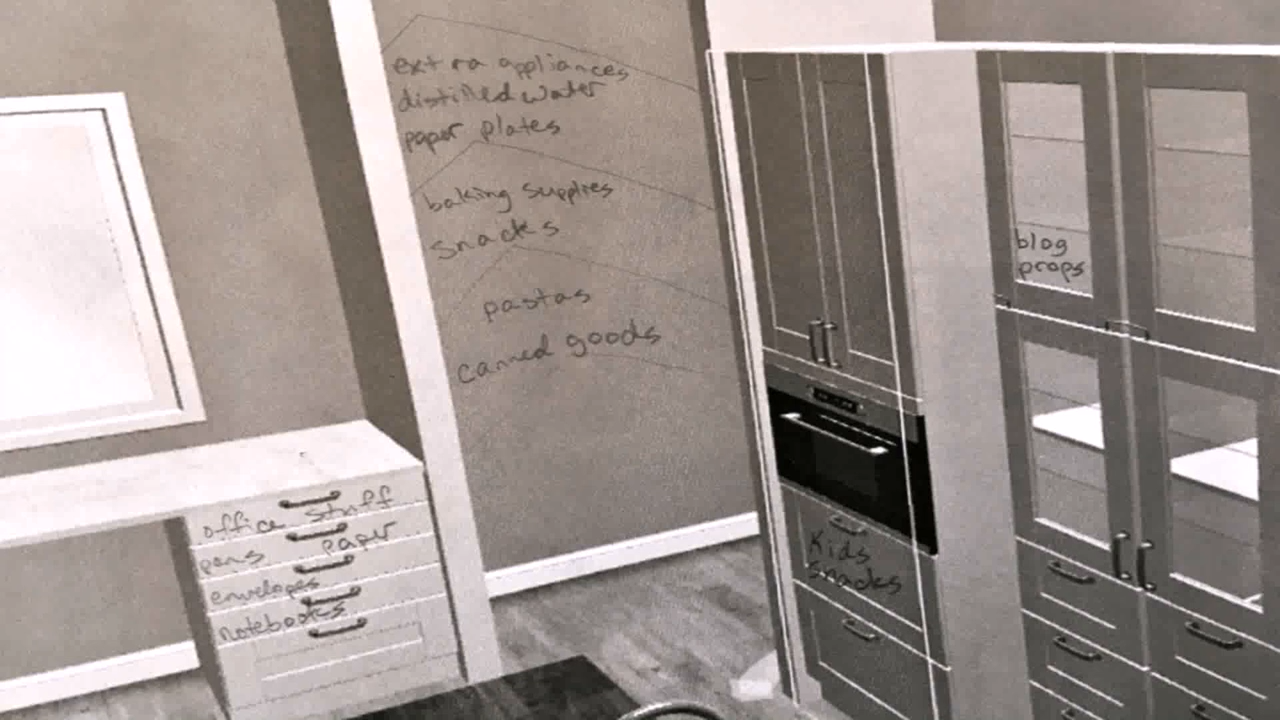 extra appliances
distilled water
paper plates
baking supplies
snacks
pastas
canned goods
blog
props
office stuff
pens paper
envelopes
notebooks
Kids
snacks